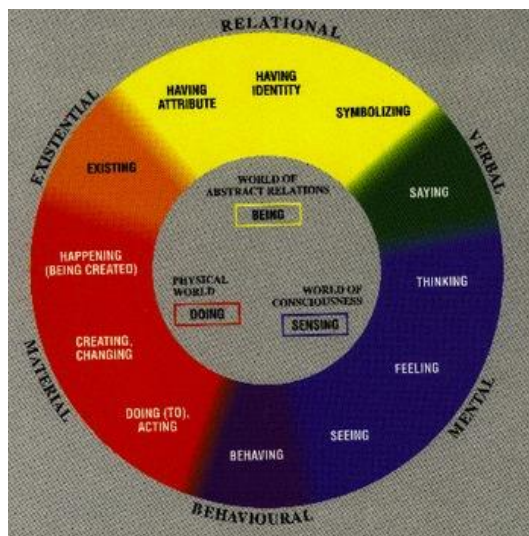 RELATIONAL
HAVING
ATTRIBUTE
HAVING
IDENTITY
SYMBOLIZING
EXISTENTIAL
EXISTING
VERBAL
SAYING
WORLD OF
ABSTRACT RELATIONS
BEING
HAPPENING
(BEING CREATED)
PHYSICAL
WORLD
DOING
WORLD OF
CONSCIOUSNESS
SENSING
THINKING
CREATING,
CHANGING
FEELING
MATERIAL
DOING (TO),
ACTING
SEEING
MENTAL
BEHAVING
BEHAVIOURAL